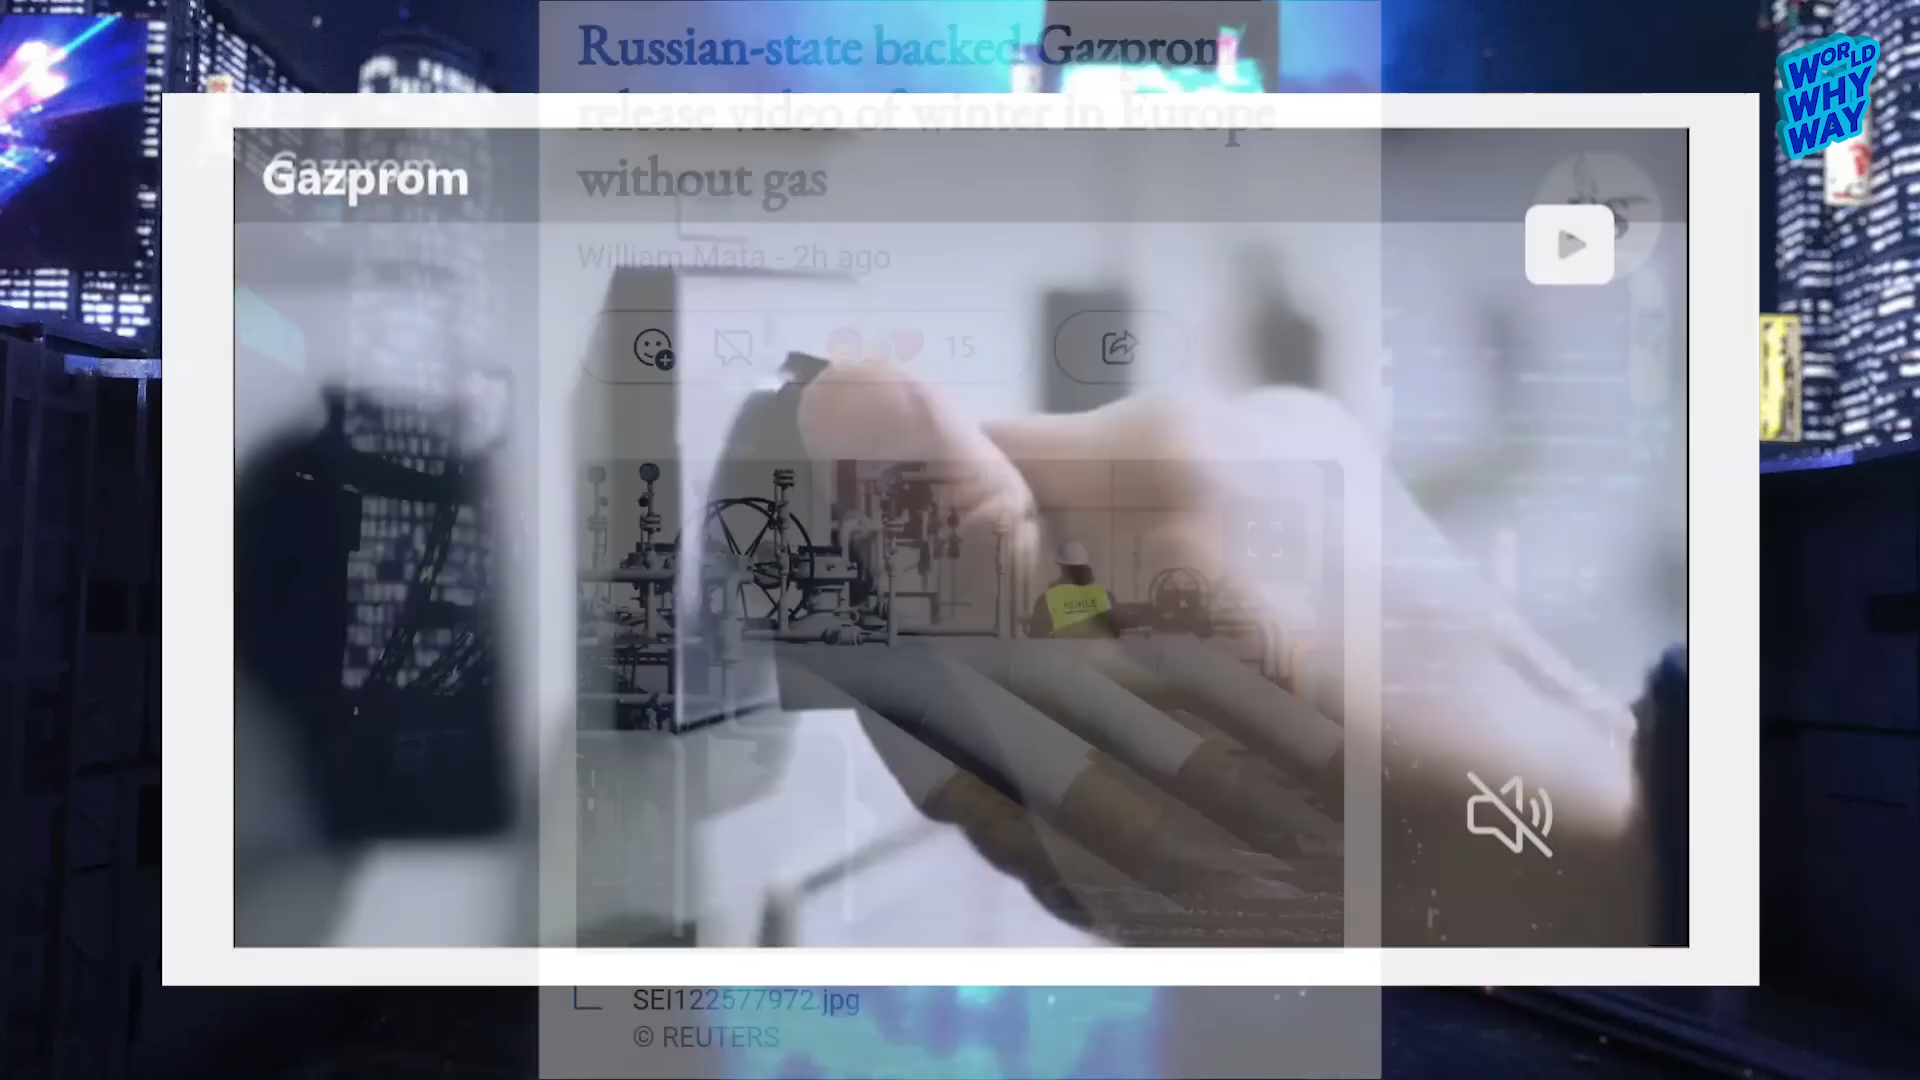 Russian-state backed Gazprom
release video of winter in Europe
without gas
WORLD
WHY
WAY
Gazprom
Gazprom
William Mata - 2h ago
15
SEI122577972.jpg
© REUTERS